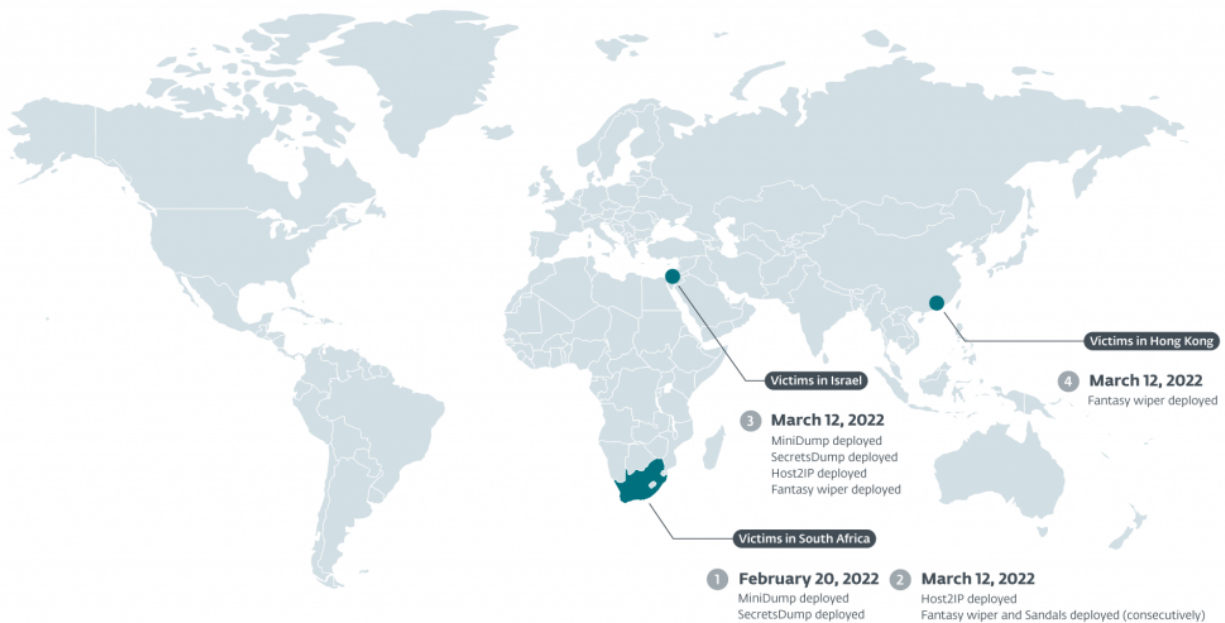 Victims in Hong Kong
4 March 12, 2022
Fantasy wiper deployed
Victims in Israel
3 March 12, 2022
MiniDump deployed
SecretsDump deployed
Host2IP deployed
Fantasy wiper deployed
Victims in South Africa
1 February 20, 2022
MiniDump deployed
SecretsDump deployed
2 March 12, 2022
Host2IP deployed
Fantasy wiper and Sandals deployed (consecutively)